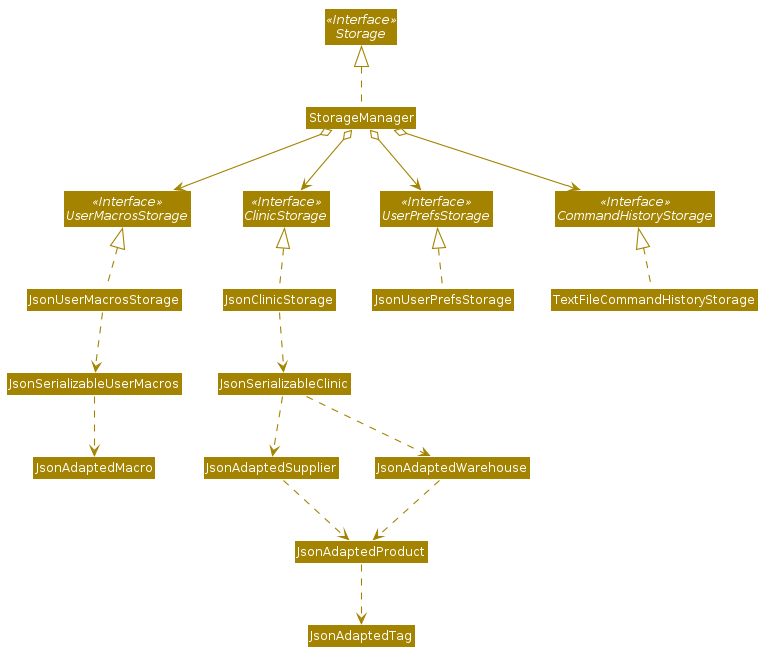 «Interface»
Storage
StorageManager
«Interface»
UserMacrosStorage
«Interface»
ClinicStorage
«Interface»
UserPrefsStorage
«Interface»
CommandHistoryStorage
JsonUserMacrosStorage
JsonClinicStorage
JsonUserPrefsStorage
TextFileCommandHistoryStorage
JsonSerializableUserMacros
JsonSerializableClinic
JsonAdaptedMacro
JsonAdaptedSupplier
JsonAdaptedWarehouse
JsonAdaptedProduct
JsonAdaptedTag